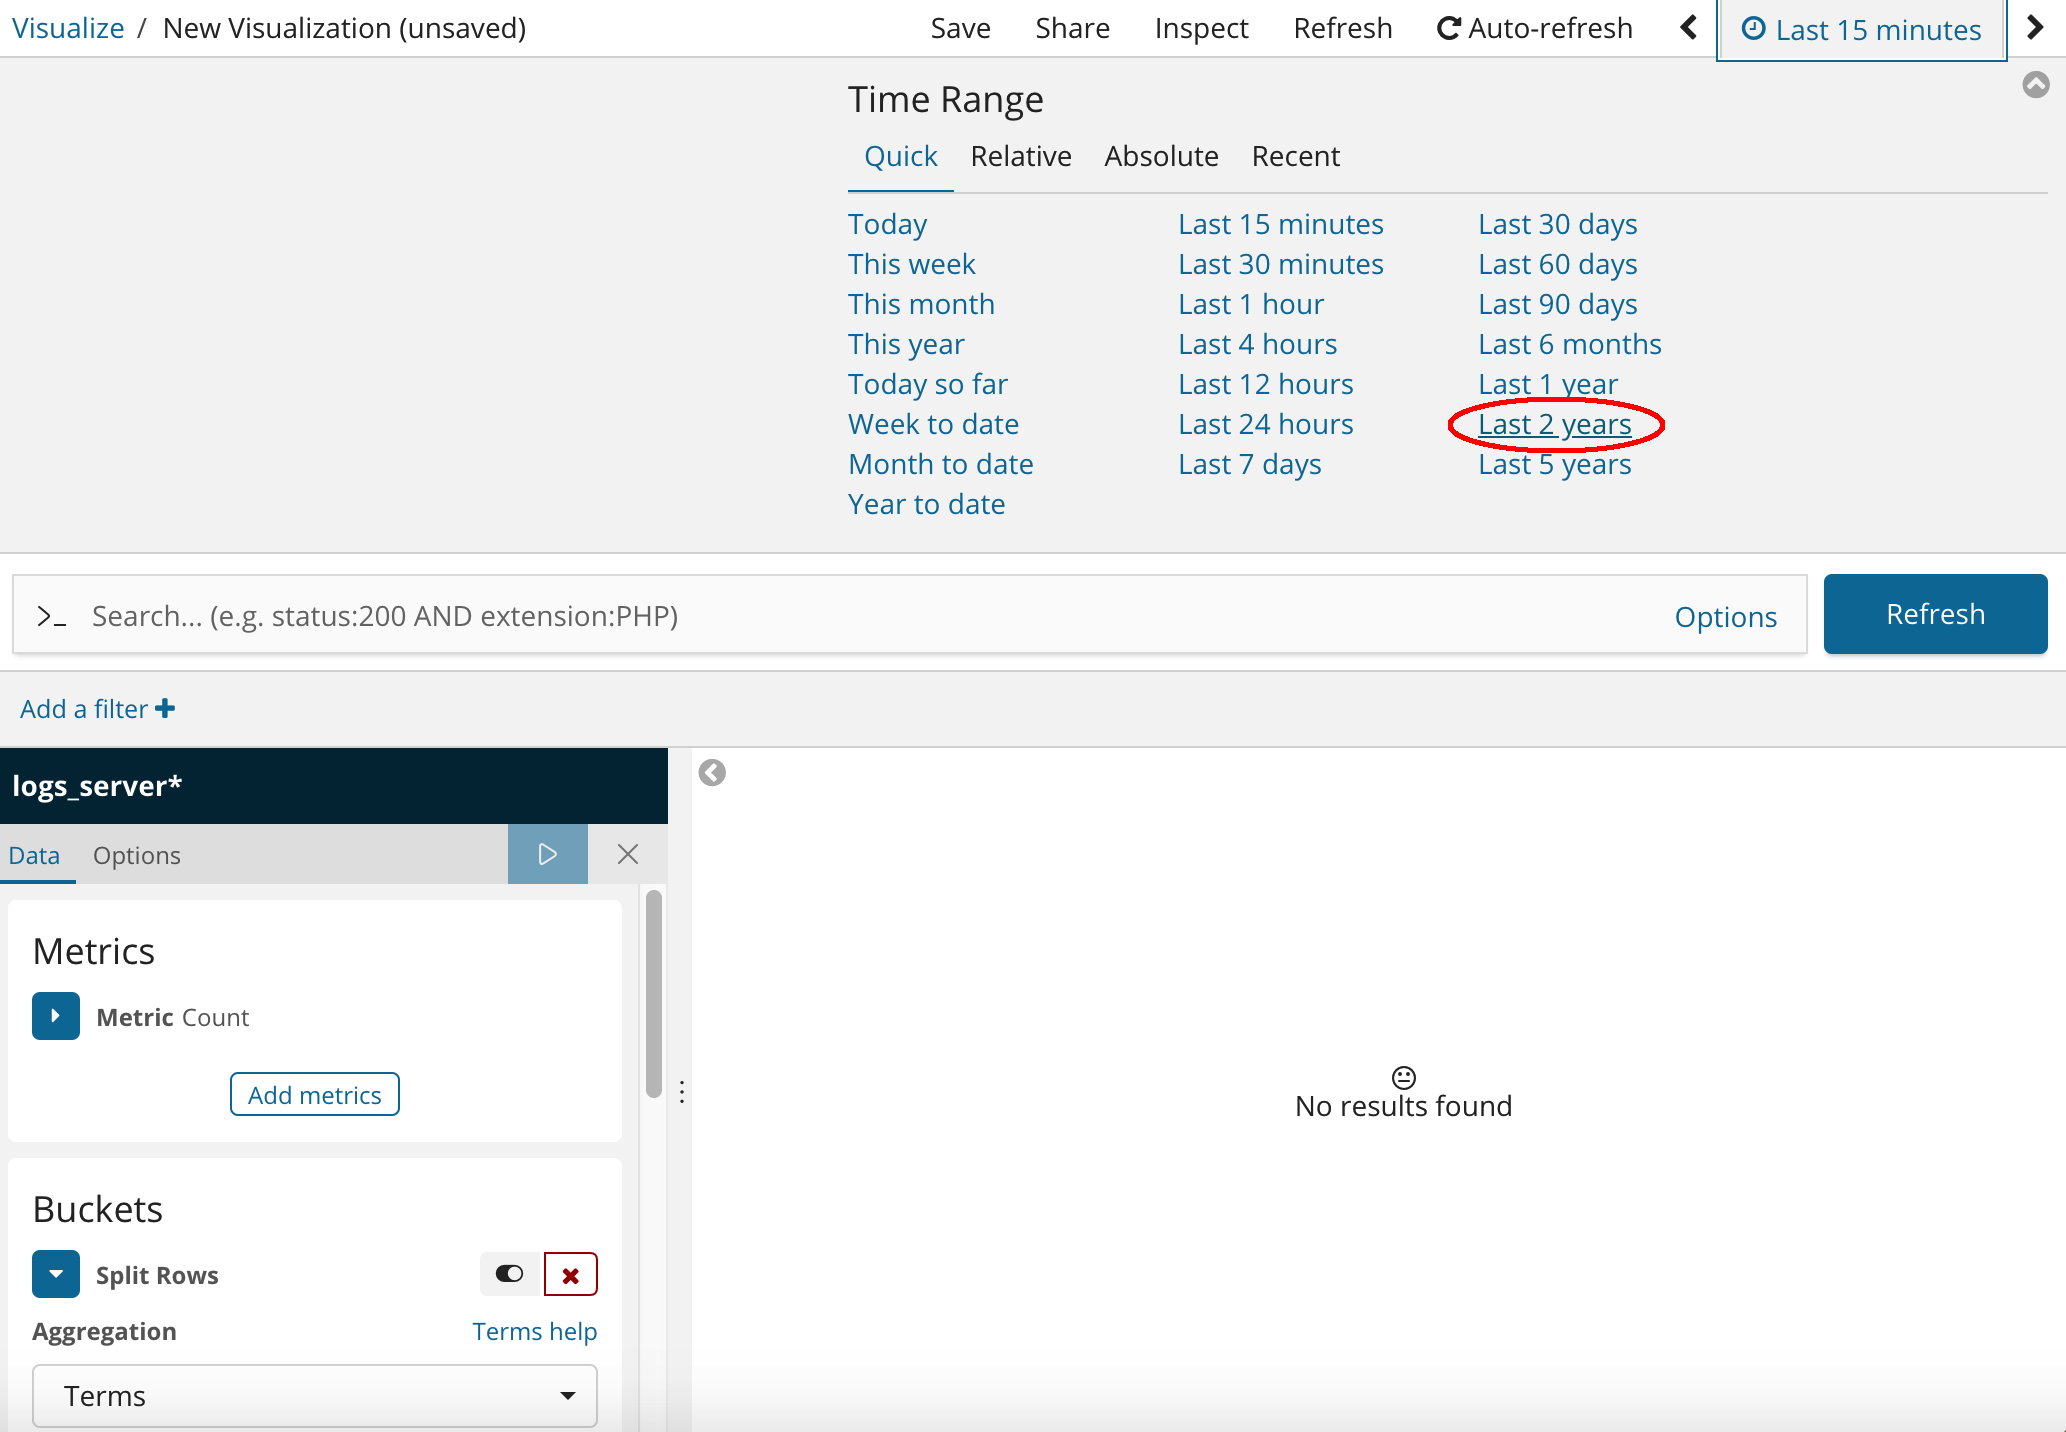 Visualize / New Visualization (unsaved)
Save Share Inspect Refresh Auto-refresh Last 15 minutes
Time Range
Quick Relative Absolute Recent
Today Last 15 minutes Last 30 days
This week Last 30 minutes Last 60 days
This month Last 1 hour Last 90 days
This year Last 4 hours Last 6 months
Today so far Last 12 hours Last 1 year
Week to date Last 24 hours Last 2 years
Month to date Last 7 days Last 5 years
Year to date
>_ Search... (e.g. status:200 AND extension:PHP) Options Refresh
Add a filter
logs_server*
Data Options
Metrics
Metric Count
Add metrics
No results found
Buckets
Split Rows
Aggregation Terms help
Terms